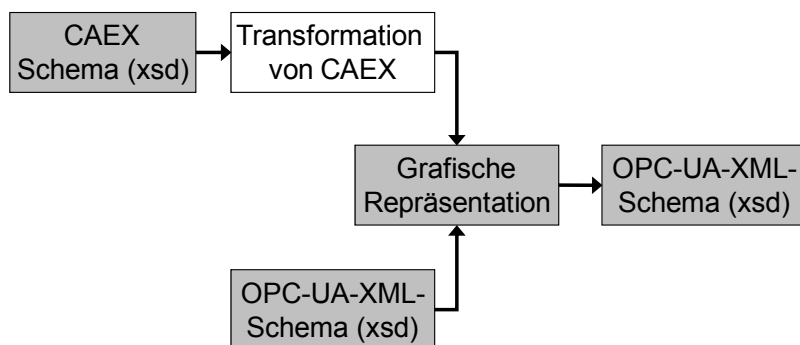 CAEX
Schema (xsd)
Transformation
von CAEX
Grafische
Repräsentation
OPC-UA-XML-
Schema (xsd)
OPC-UA-XML-
Schema (xsd)